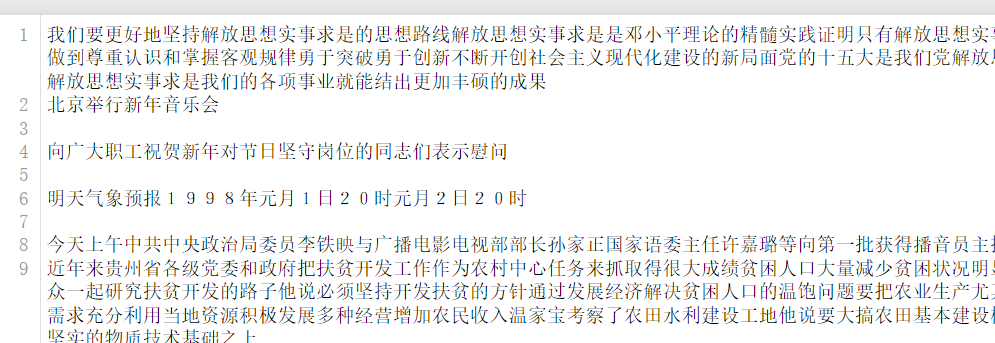 1 我们要更好地坚持解放思想实事求是的思想路线解放思想实事求是是邓小平理论的精髓实践证明只有解放思想实
做到尊重认识和掌握客观规律勇于突破勇于创新不断开创社会主义现代化建设的新局面党的十五大是我们党解放
解放思想实事求是我们的各项事业就能结出更加丰硕的成果
2 北京举行新年音乐会
3
4 向广大职工祝贺新年对节日坚守岗位的同志们表示慰问
5
6 明天气象预报1998年元月1日20时元月2日20时
7
8 今天上午中共中央政治局委员李铁映与广播电影电视部部长孙家正国家语委主任许嘉璐等向第一批获得播音员主
9 近年来贵州省各级党委和政府把扶贫开发工作作为农村中心任务来抓取得很大成绩贫困人口大量减少贫困状况明
众一起研究扶贫开发的路子他说必须坚持开发扶贫的方针通过发展经济解决贫困人口的温饱问题要把农业生产尤
需求充分利用当地资源积极发展多种经营增加农民收入温家宝考察了农田水利建设工地他说要大搞农田基本建设
坚实的物质技术基础之上